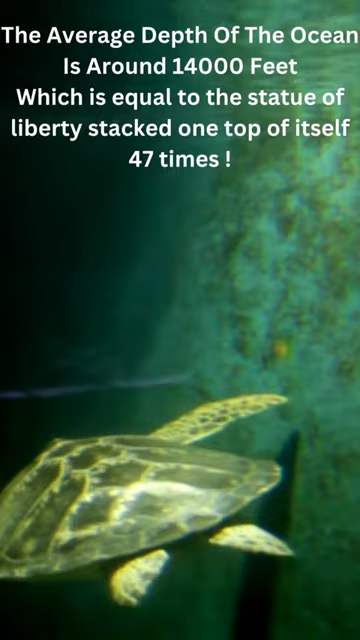 The Average Depth Of The Ocean
Is Around 14000 Feet
Which is equal to the statue of
liberty stacked one top of itself
47 times !